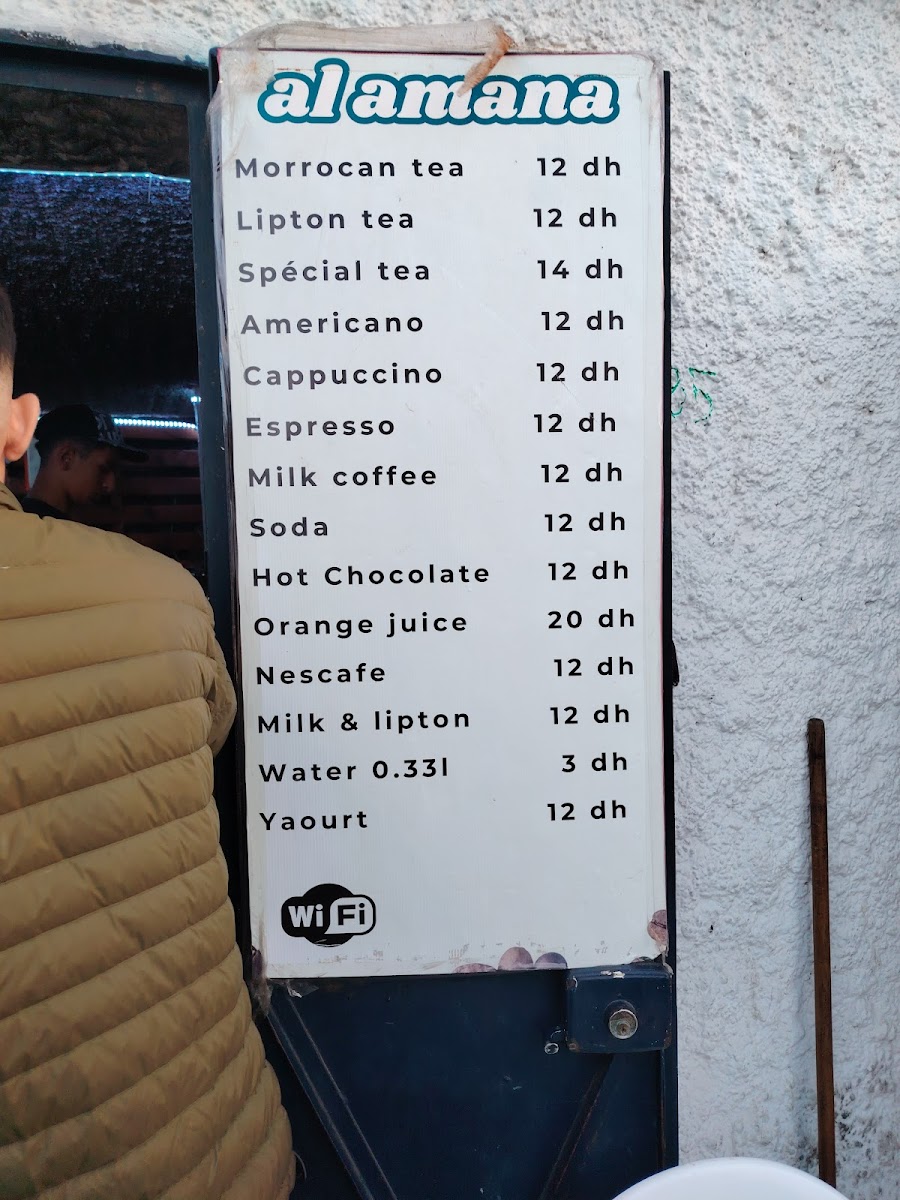 al amana
Morrocan tea 12 dh
Lipton tea 12 dh
Spécial tea 14 dh
Americano 12 dh
Cappuccino 12 dh
Espresso 12 dh
Milk coffee 12 dh
Soda 12 dh
Hot Chocolate 12 dh
Orange juice 20 dh
Nescafe 12 dh
Milk & lipton 12 dh
Water 0.33l 3 dh
Yaourt 12 dh
Wi Fi